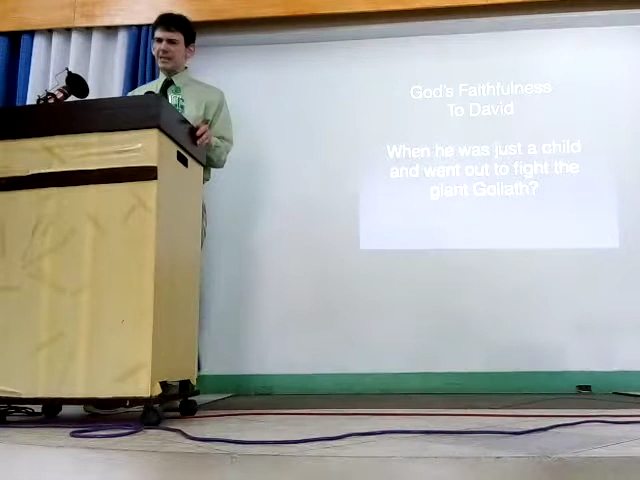 God's Faithfulness
To David
When he was just a child
and went out to fight the
giant Goliath?